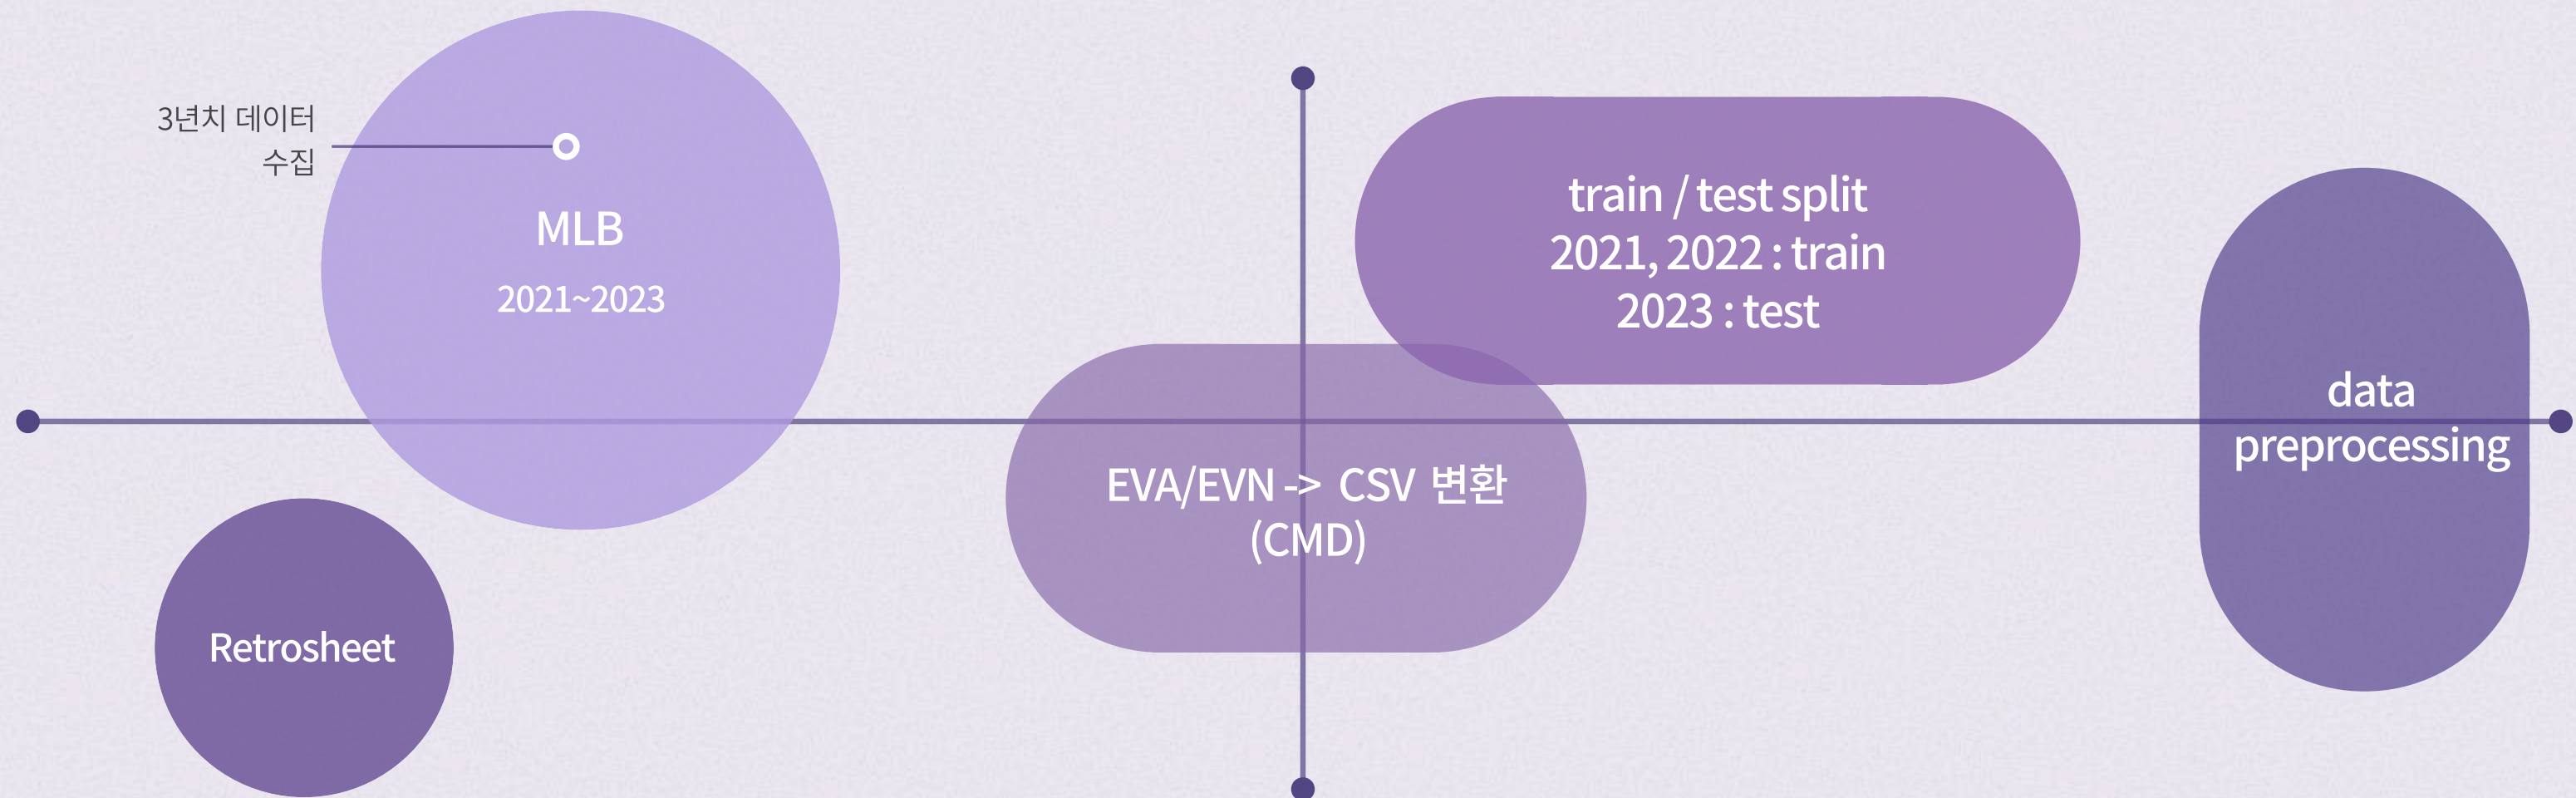 3년치 데이터
수집
MLB
2021~2023
Retrosheet
EVA/EVN -> CSV 변환
(CMD)
train / test split
2021, 2022 : train
2023 : test
data
preprocessing